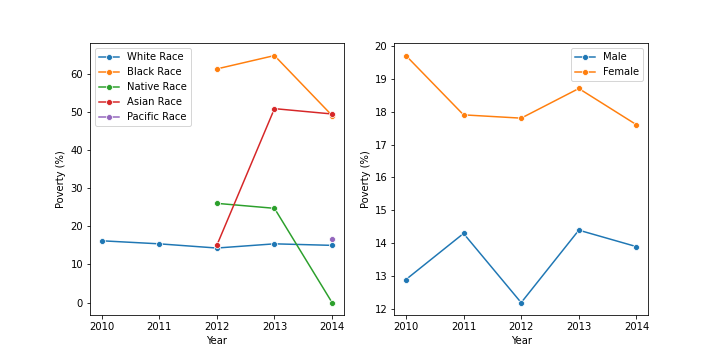 White Race
Black Race
Native Race
Asian Race
Pacific Race
Poverty (%)
60
50
40
30
20
10
0
2010 2011 2012 2013 2014
Year
Male
Female
Poverty (%)
20
19
18
17
16
15
14
13
12
2010 2011 2012 2013 2014
Year